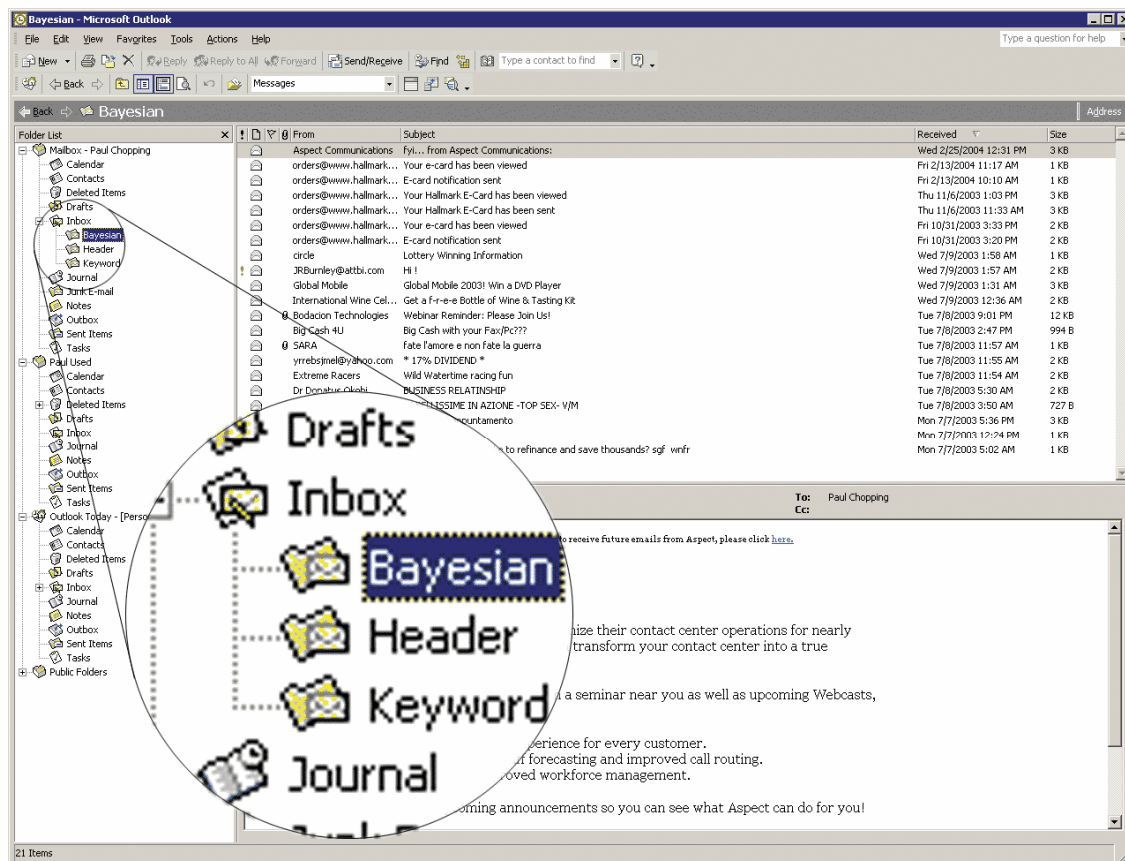 Bayesian - Microsoft Outlook
File Edit View Favorites Tools Actions Help
Type a question for help
New Reply Reply to All Forward Send/Receive Find Type a contact to find
Back Messages
Back Bayesian Address
Folder List
Mailbox - Paul Chopping
Calendar
Contacts
Deleted Items
Drafts
Inbox
Bayesian
Header
Keyword
Journal
Junk E-mail
Notes
Outbox
Sent Items
Tasks
Paul Used
Calendar
Contacts
Deleted Items
Drafts
Inbox
Journal
Notes
Outbox
Sent Items
Tasks
Outlook Today - [Perso
Calendar
Contacts
Deleted Items
Drafts
Inbox
Journal
Notes
Outbox
Sent Items
Tasks
Public Folders
From Subject Received Size
Aspect Communications fyi... from Aspect Communications: Wed 2/25/2004 12:31 PM 3 KB
orders@www.hallmark... Your e-card has been viewed Fri 2/13/2004 11:17 AM 1 KB
orders@www.hallmark... E-card notification sent Fri 2/13/2004 10:10 AM 1 KB
orders@www.hallmark... Your Hallmark E-Card has been viewed Thu 11/6/2003 1:03 PM 3 KB
orders@www.hallmark... Your Hallmark E-Card has been sent Thu 11/6/2003 11:33 AM 3 KB
orders@www.hallmark... Your e-card has been viewed Fri 10/31/2003 3:33 PM 2 KB
orders@www.hallmark... E-card notification sent Fri 10/31/2003 3:20 PM 2 KB
circle Lottery Winning Information Wed 7/9/2003 1:58 AM 1 KB
JRBurnley@attbi.com Hi ! Wed 7/9/2003 1:57 AM 2 KB
Global Mobile Global Mobile 2003! Win a DVD Player Wed 7/9/2003 1:31 AM 3 KB
International Wine Cel... Get a f-r-e-e Bottle of Wine & Tasting Kit Wed 7/9/2003 12:36 AM 2 KB
Bodacion Technologies Webinar Reminder: Please Join Us! Tue 7/8/2003 9:01 PM 12 KB
Big Cash 4U Big Cash with your Fax/Pc??? Tue 7/8/2003 2:47 PM 994 B
SARA fate l'amore e non fate la guerra Tue 7/8/2003 11:57 AM 1 KB
yrrebsjmel@yahoo.com * 17% DIVIDEND * Tue 7/8/2003 11:55 AM 2 KB
Extreme Racers Wild Watertime racing fun Tue 7/8/2003 11:54 AM 2 KB
Dr Donatus Okobi BUSINESS RELATINSHIP Tue 7/8/2003 5:30 AM 2 KB
LISSIME IN AZIONE -TOP SEX- V/M Tue 7/8/2003 3:50 AM 727 B
puntamento Mon 7/7/2003 5:36 PM 3 KB
Mon 7/7/2003 12:24 PM 1 KB
to refinance and save thousands? sgf wnfr Mon 7/7/2003 5:02 AM 1 KB
To: Paul Chopping
Cc:
to receive future emails from Aspect, please click here.
nize their contact center operations for nearly
transform your contact center into a true
a seminar near you as well as upcoming Webcasts,
perience for every customer.
forecasting and improved call routing.
oved workforce management.
oming announcements so you can see what Aspect can do for you!
Drafts
Inbox
Bayesian
Header
Keyword
Journal
21 Items